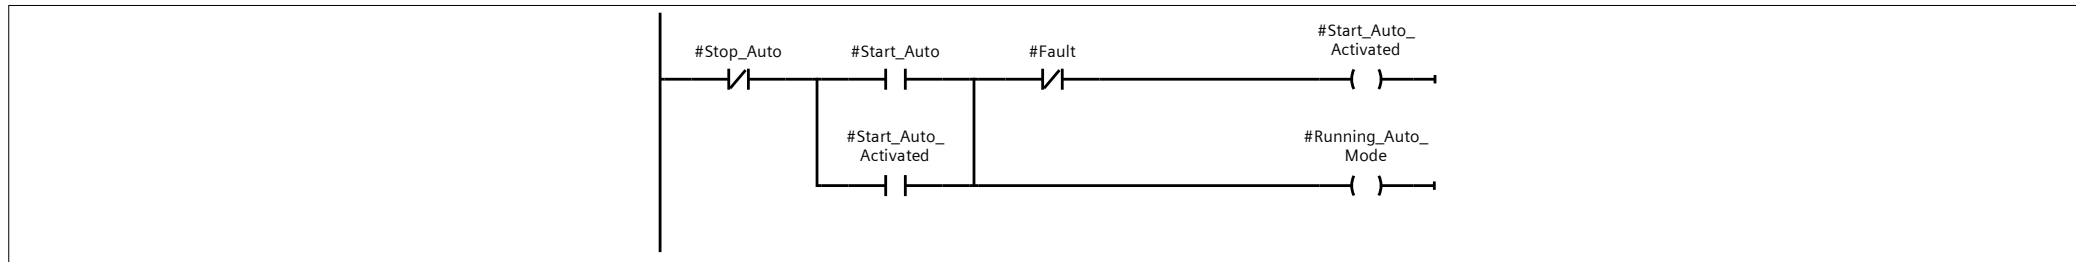 #Start_Auto_
Activated
#Stop_Auto
#Start_Auto
#Fault
#Start_Auto_
Activated
#Running_Auto_
Mode